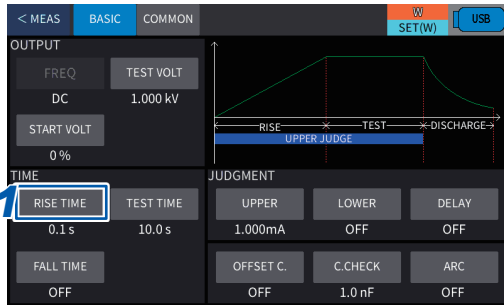 < MEAS BASIC COMMON W SET(W) USB
OUTPUT
FREQ TEST VOLT
DC 1.000 kV
START VOLT
0 %
RISE TEST DISCHARGE
UPPER JUDGE
TIME
1 RISE TIME TEST TIME
0.1 s 10.0 s
FALL TIME
OFF
JUDGMENT
UPPER LOWER DELAY
1.000mA OFF OFF
OFFSET C. C.CHECK ARC
OFF 1.0 nF OFF